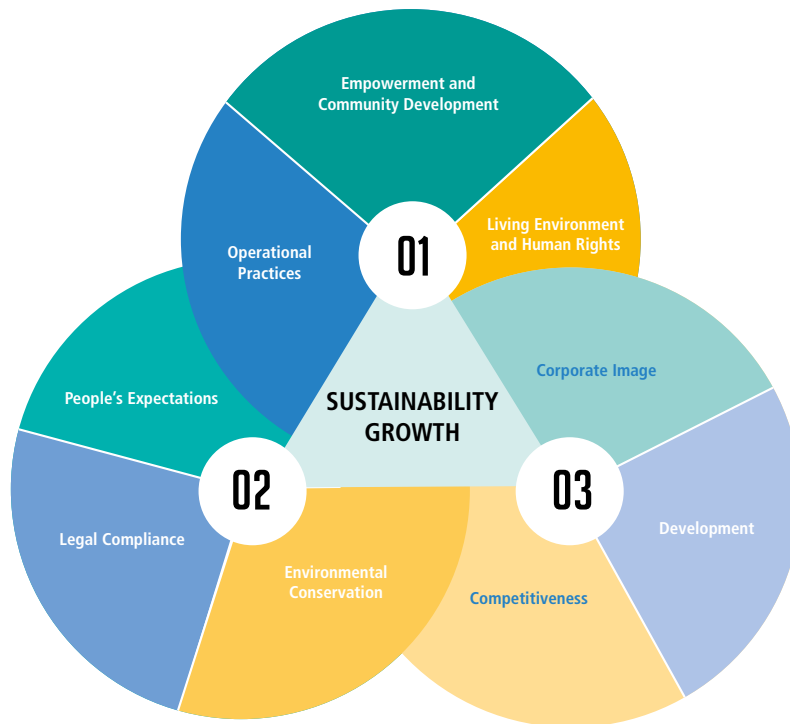 Empowerment and
Community Development
Living Environment
and Human Rights
Operational
Practices
01
People's Expectations
Corporate Image
SUSTAINABILITY
GROWTH
02
03
Legal Compliance
Development
Environmental
Conservation
Competitiveness